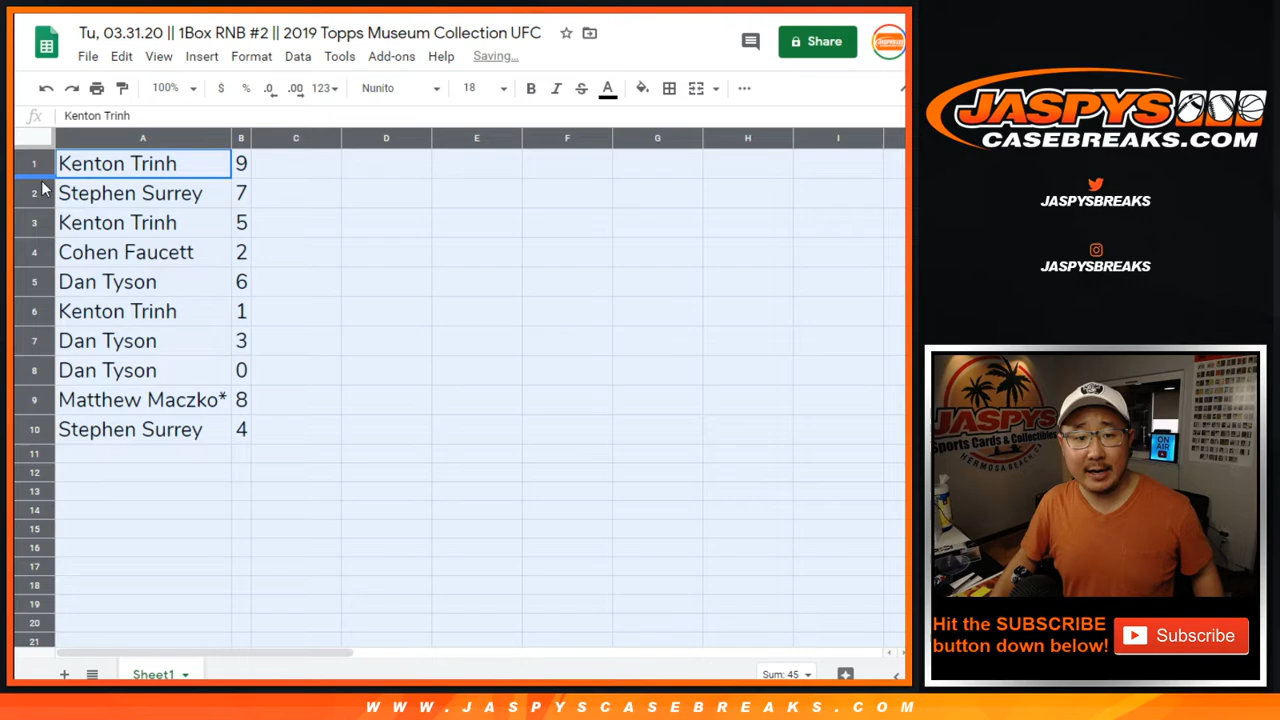 Tu, 03.31.20 || 1Box RNB #2 || 2019 Topps Museum Collection UFC
File Edit View Insert Format Data Tools Add-ons Help Saving...
Share
100% $ % .0 .00 123 Nunito 18 B I S A ...
fx Kenton Trinh
A B C D E F G H I
1 Kenton Trinh 9
2 Stephen Surrey 7
3 Kenton Trinh 5
4 Cohen Faucett 2
5 Dan Tyson 6
6 Kenton Trinh 1
7 Dan Tyson 3
8 Dan Tyson 0
9 Matthew Maczko* 8
10 Stephen Surrey 4
11
12
13
14
15
16
17
18
19
20
21
Sheet1
Sum: 45
JASPYS
CASEBREAKS.COM
JASPYSBREAKS
JASPYSBREAKS
JASPYS
Sports Cards & Collectibles
HERMOSA BEACH, CA
ON AIR
Hit the SUBSCRIBE
button down below!
Subscribe
WWW.JASPYSCASEBREAKS.COM